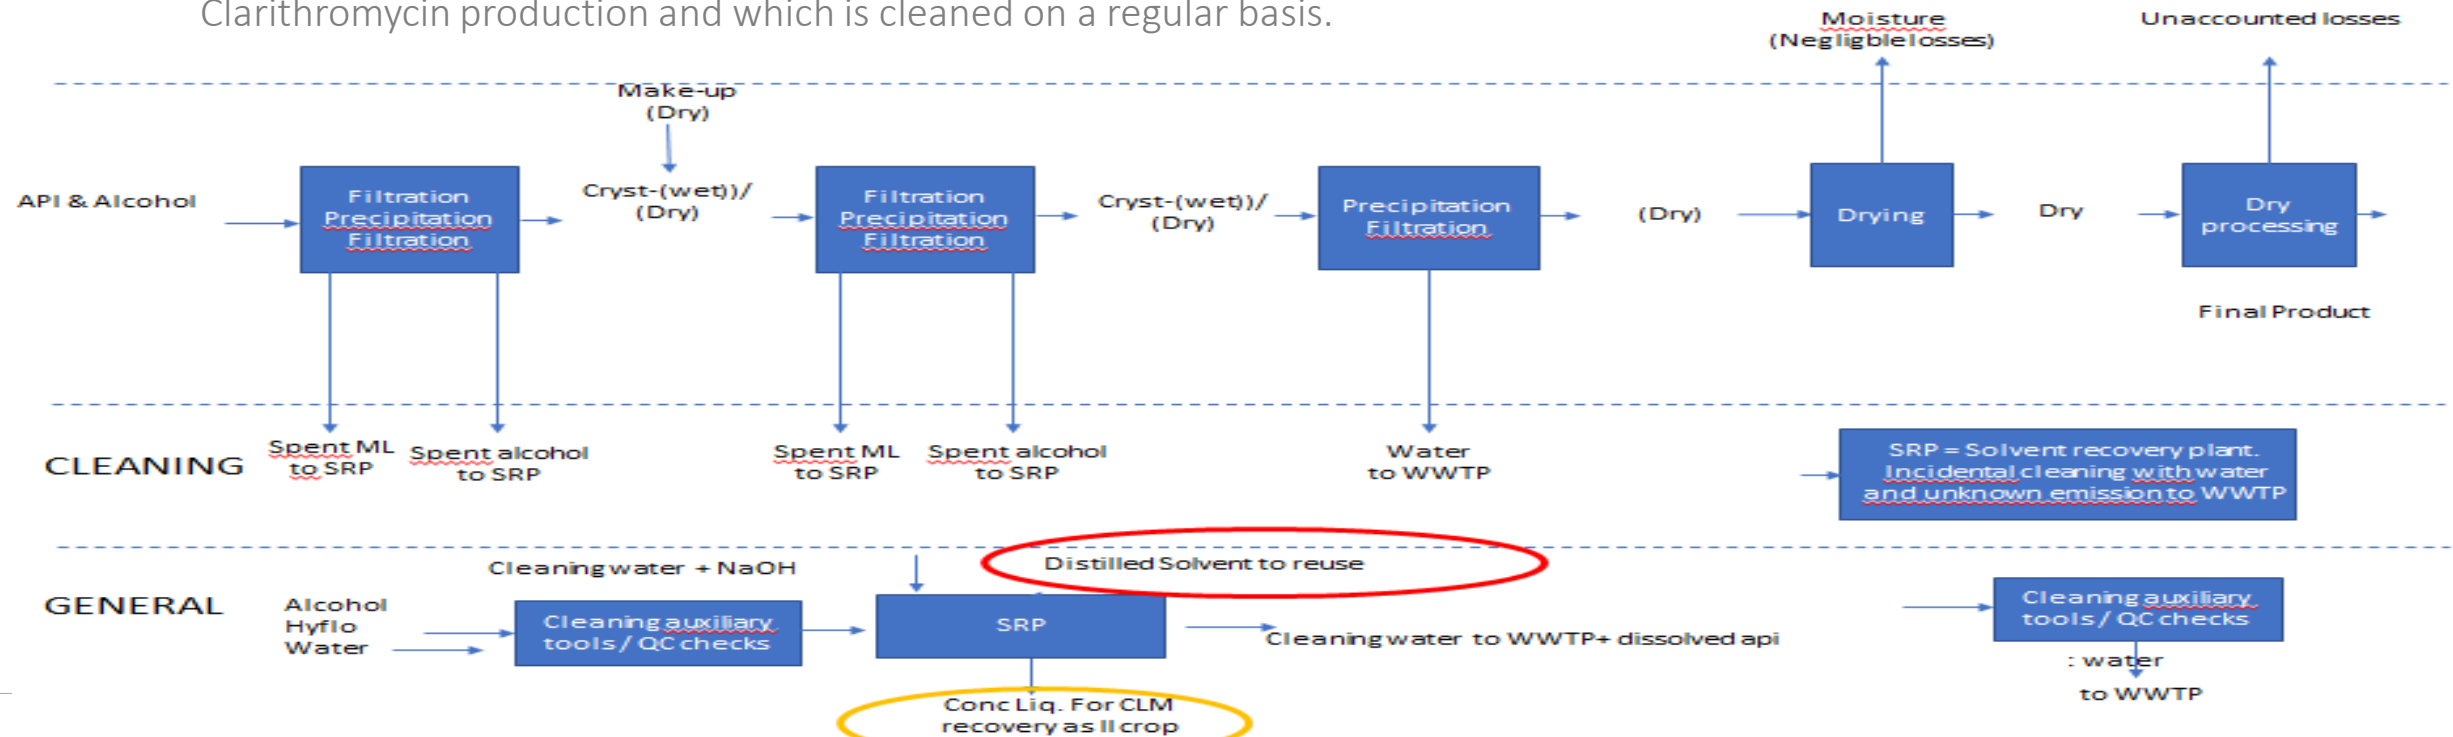 Clarithromycin production and which is cleaned on a regular basis.
Moisture
(Negligble losses)
Unaccounted losses
Make-up
(Dry)
API & Alcohol
Filtration
Precipitation
Filtration
Cryst-(wet))/
(Dry)
Filtration
Precipitation
Filtration
Cryst-(wet))/
(Dry)
Precipitation
Filtration
(Dry)
Drying
Dry
Dry
processing
Final Product
CLEANING
Spent ML
to SRP
Spent alcohol
to SRP
Spent ML
to SRP
Spent alcohol
to SRP
Water
to WWTP
SRP = Solvent recovery plant.
Incidental cleaning with water
and unknown emission to WWTP
GENERAL
Cleaning water + NaOH
Distilled Solvent to reuse
Alcohol
Hyflo
Water
Cleaning auxiliary
tools / QC checks
SRP
Cleaning water to WWTP+ dissolved api
Cleaning auxiliary
tools / QC checks
: water
to WWTP
Conc Liq. For CLM
recovery as II crop